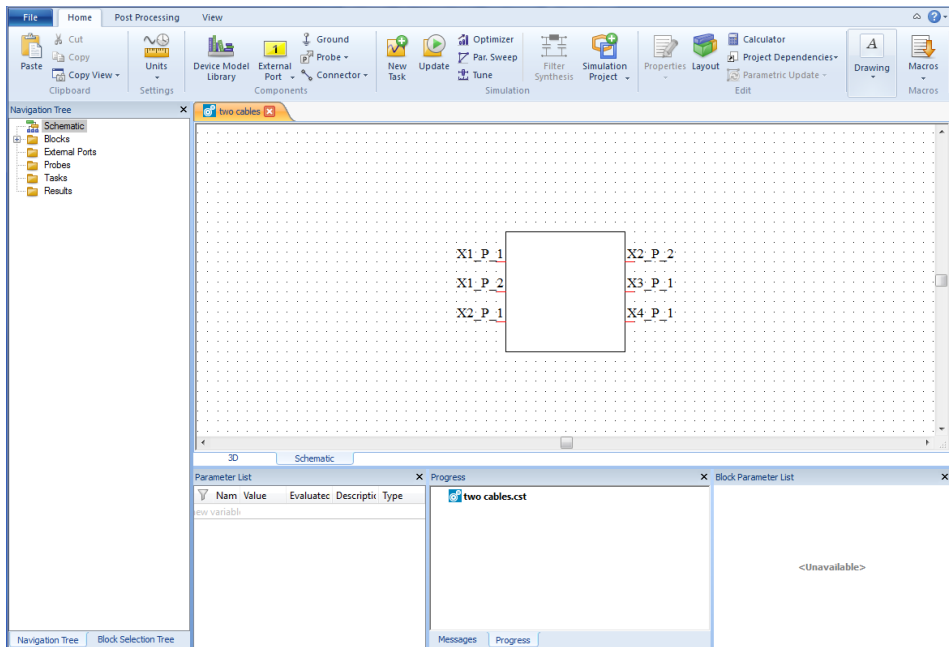 File Home Post Processing View
Cut
Copy
Copy View
Paste
Clipboard
Units
Settings
Device Model Library
1
External Port
Ground
Probe
Connector
Components
New Task
Update
Optimizer
Par. Sweep
Tune
Filter Synthesis
Simulation Project
Simulation
Properties
Layout
Calculator
Project Dependencies
Parametric Update
Edit
A
Drawing
Macros
Macros
Navigation Tree
two cables
Schematic
Blocks
External Ports
Probes
Tasks
Results
X1_P_1 X2_P_2
X1_P_2 X3_P_1
X2_P_1 X4_P_1
3D Schematic
Parameter List
Nam Value Evaluatec Descriptic Type
Progress
two cables.cst
Block Parameter List
<Unavailable>
Navigation Tree Block Selection Tree
Messages Progress